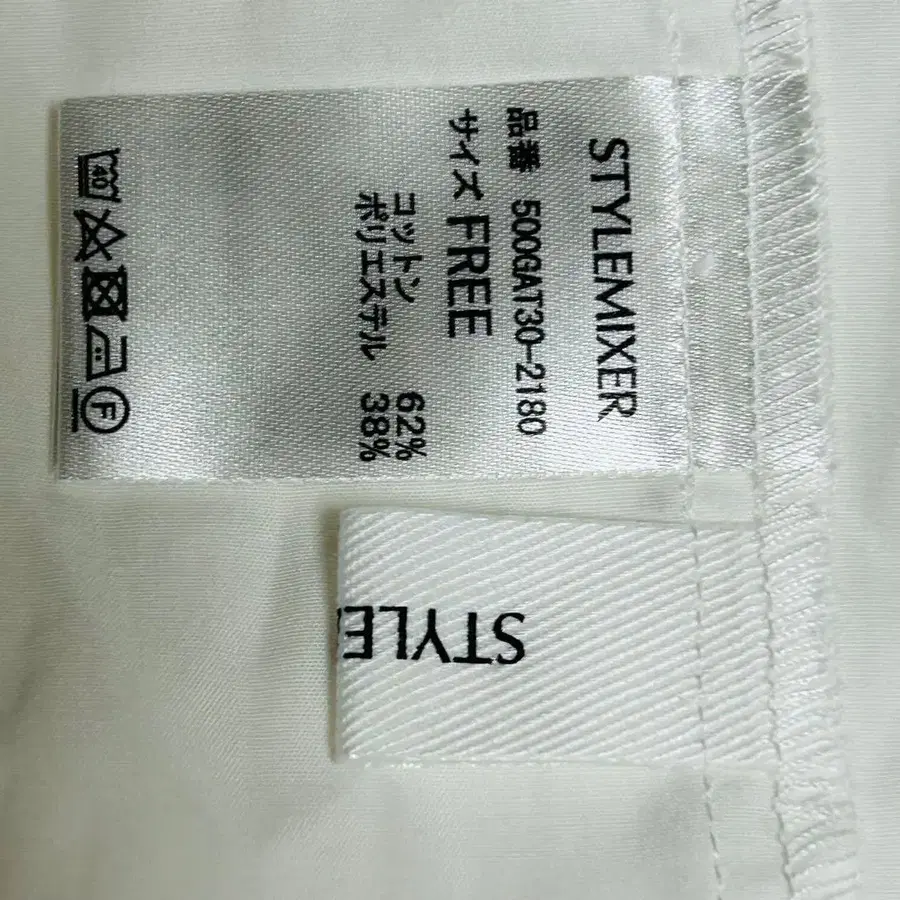 STYLEMIXER
品番 500GAT30-2180
サイズ FREE
コットン 62%
ポリエステル 38%
40
F
STYLE